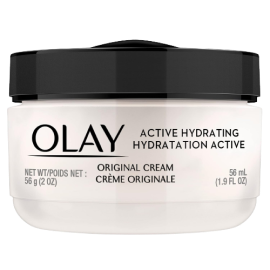 OLAY
ACTIVE HYDRATING
HYDRATATION ACTIVE
ORIGINAL CREAM
CRÈME ORIGINALE
NET WT/POIDS NET :
56 g (2 OZ)
56 mL
(1.9 FL OZ)